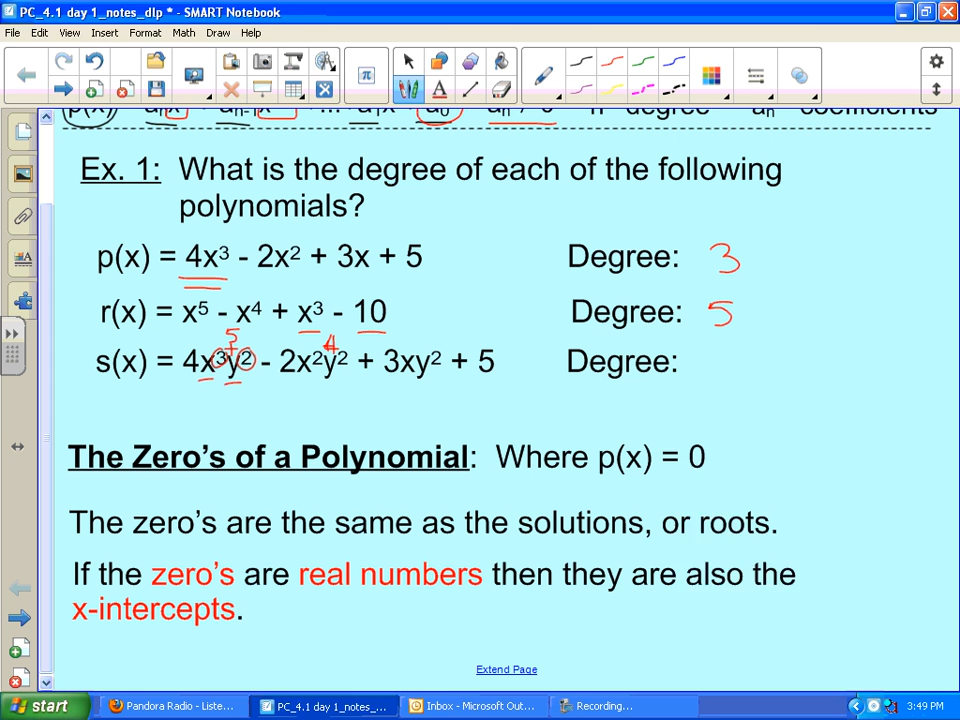 PC_4.1 day 1_notes_dlp * - SMART Notebook
File Edit View Insert Format Math Draw Help
p(x) ... degree coefficients
Ex. 1: What is the degree of each of the following
polynomials?
p(x) = 4x³ - 2x² + 3x + 5 Degree: 3
r(x) = x⁵ - x⁴ + x³ - 10 Degree: 5
5 4
+ +
s(x) = 4x³y² - 2x²y² + 3xy² + 5 Degree:
The Zero's of a Polynomial: Where p(x) = 0
The zero's are the same as the solutions, or roots.
If the zero's are real numbers then they are also the
x-intercepts.
Extend Page
start Pandora Radio - Liste... PC_4.1 day 1_notes_... Inbox - Microsoft Out... Recording... 3:49 PM